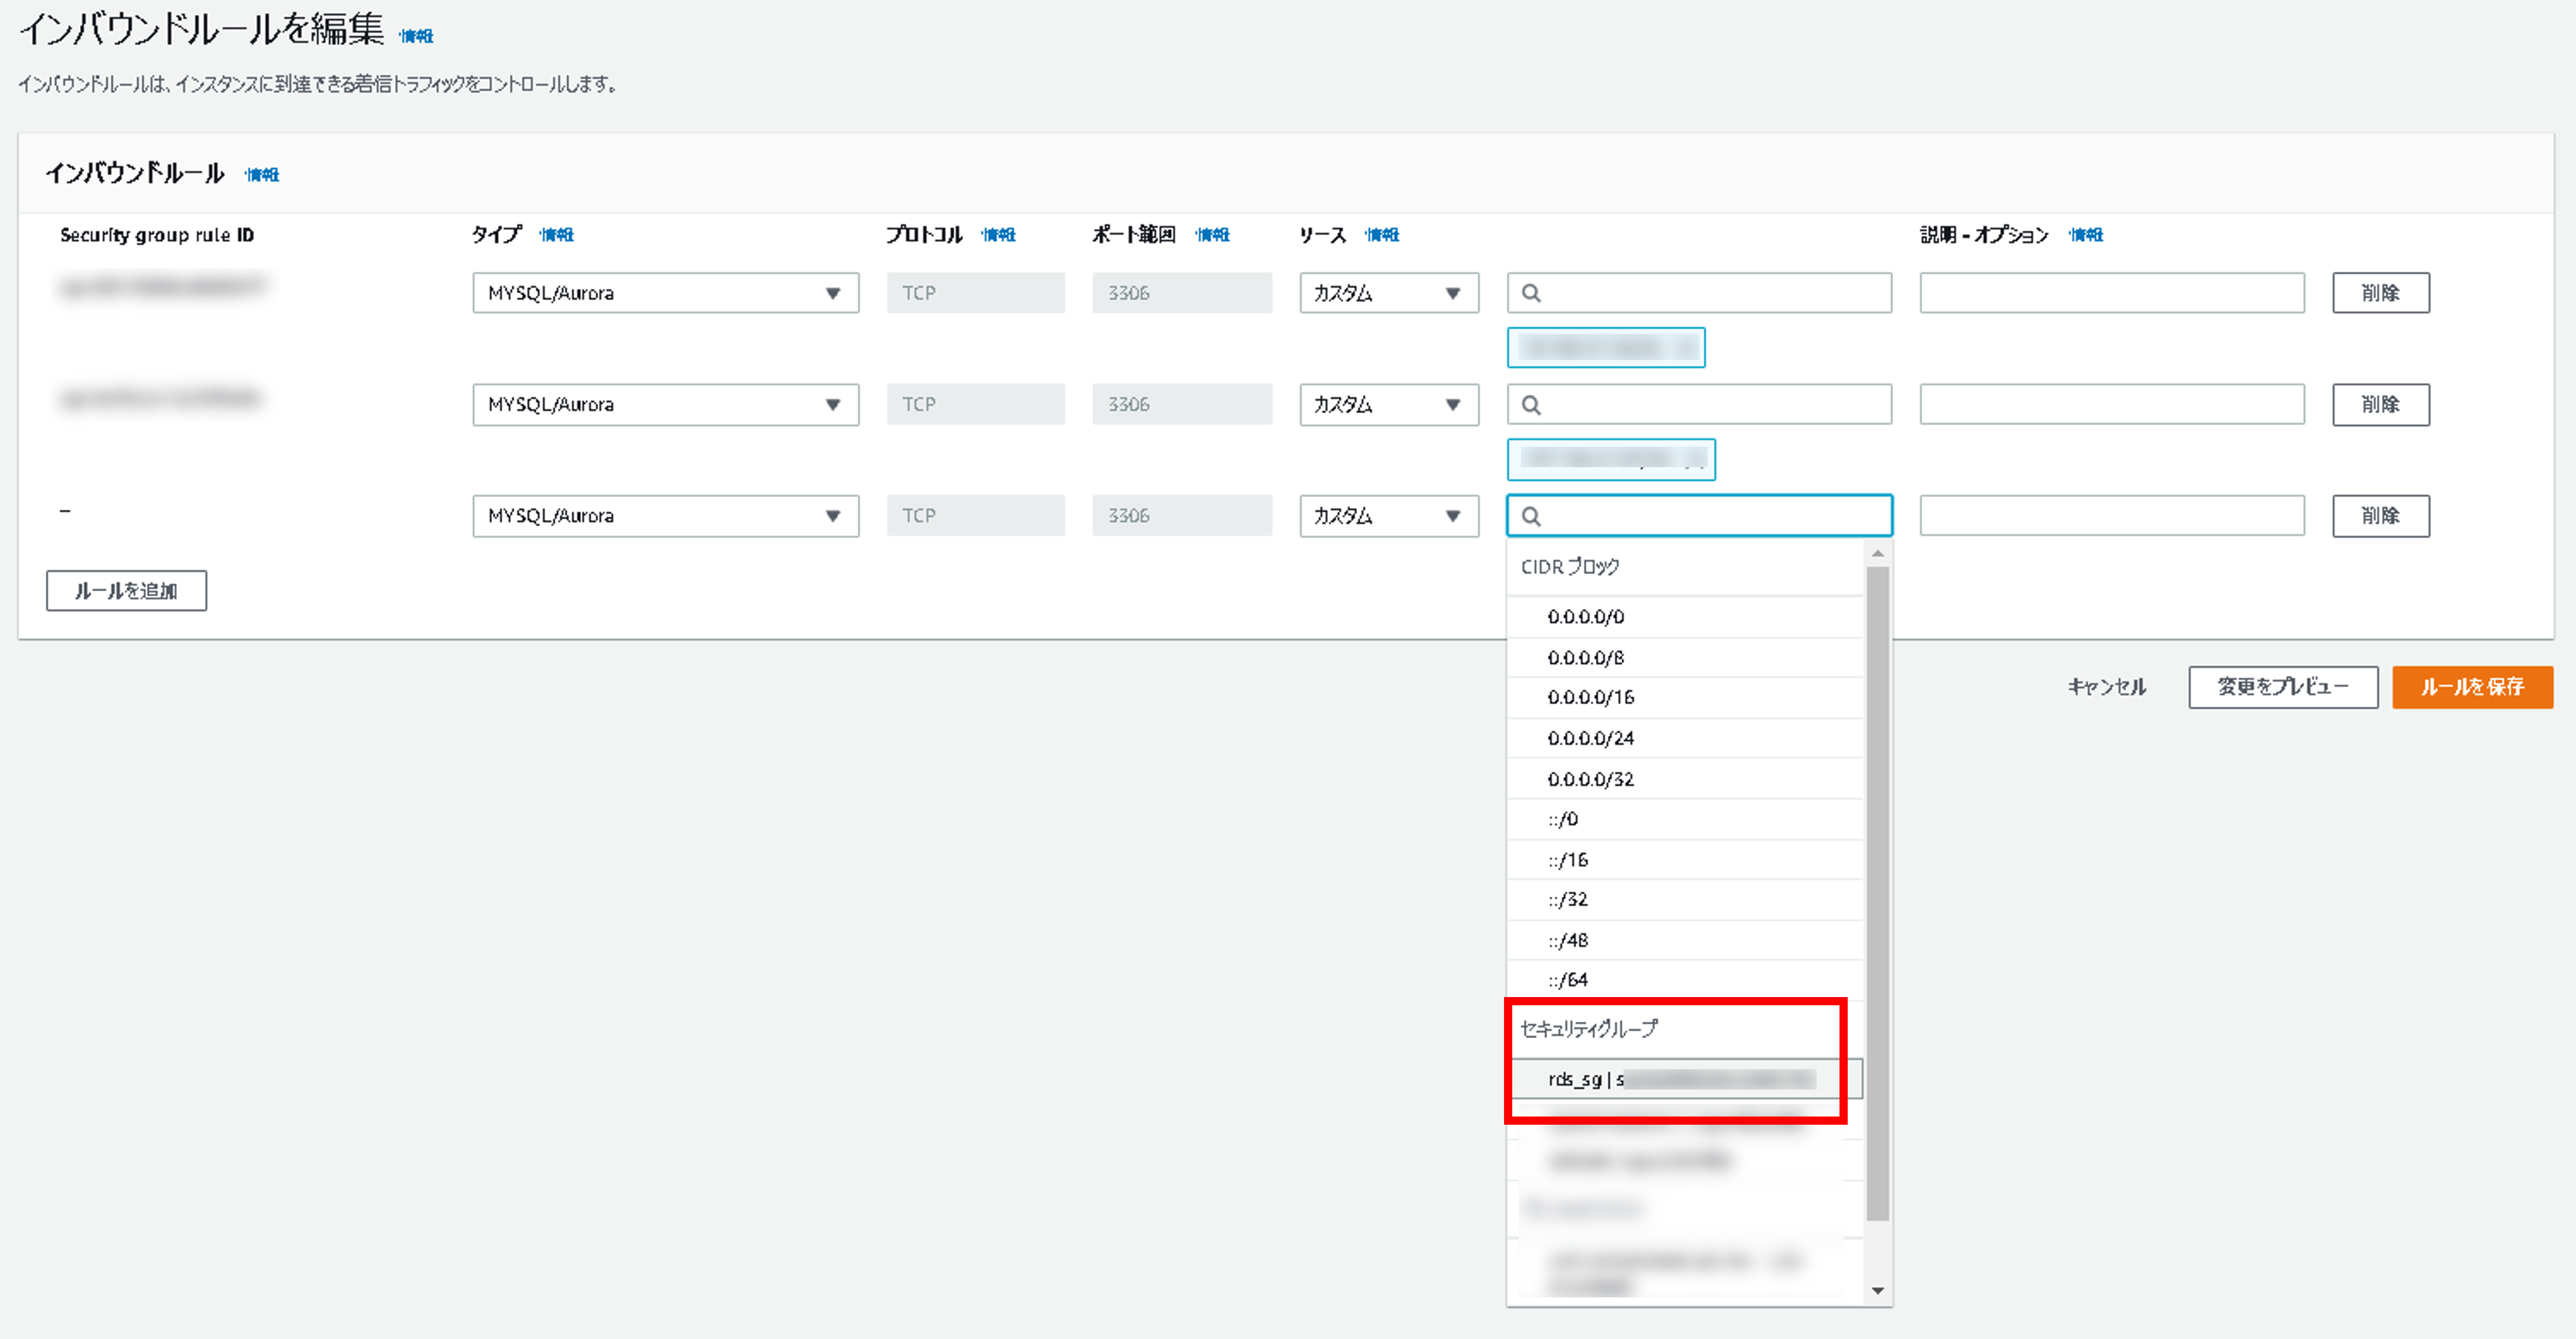 インバウンドルールを編集 情報
インバウンドルールは、インスタンスに到達できる着信トラフィックをコントロールします。
インバウンドルール 情報
Security group rule ID タイプ 情報 プロトコル 情報 ポート範囲 情報 リース 情報 説明 - オプション 情報
MYSQL/Aurora TCP 3306 カスタム 削除
MYSQL/Aurora TCP 3306 カスタム 削除
– MYSQL/Aurora TCP 3306 カスタム 削除
ルールを追加
CIDR ブロック
0.0.0.0/0
0.0.0.0/8
0.0.0.0/16
0.0.0.0/24
0.0.0.0/32
::/0
::/16
::/32
::/48
::/64
セキュリティグループ
rds_sg | s
キャンセル 変更をプレビュー ルールを保存